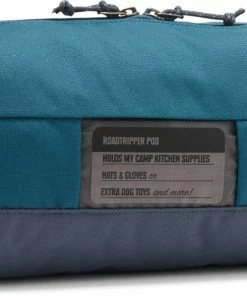 ROADTRIPPER POD
HOLDS MY CAMP KITCHEN SUPPLIES
HATS & GLOVES or
EXTRA DOG TOYS and more!